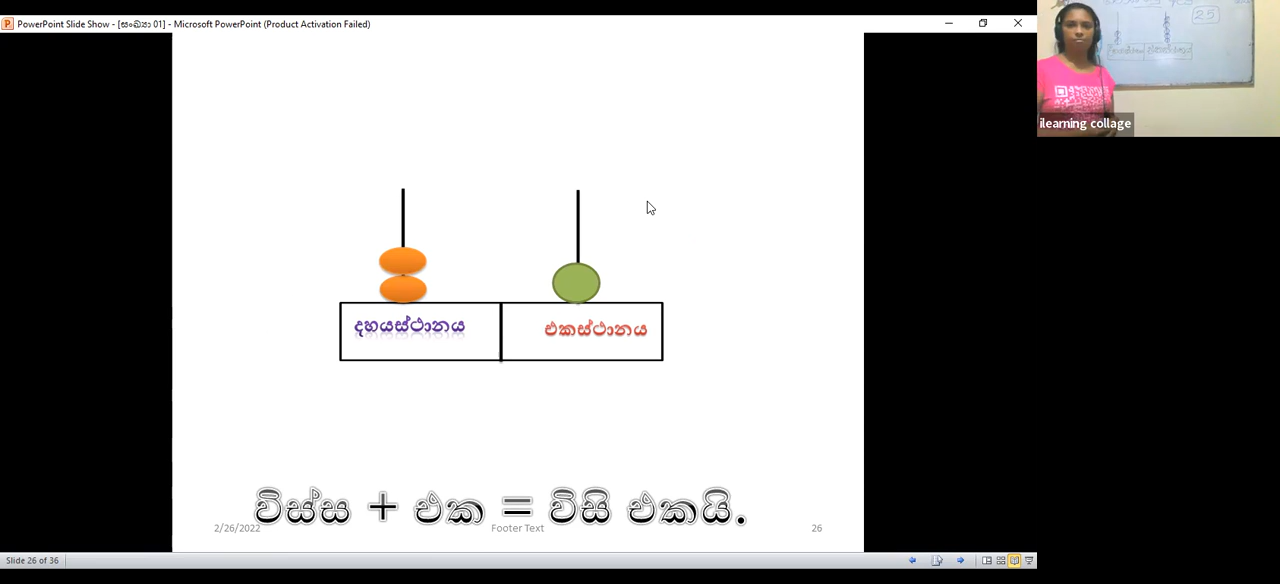 PowerPoint Slide Show - [සංඛ්‍යා 01] - Microsoft PowerPoint (Product Activation Failed)
25
ilearning collage
දහයස්ථානය
එකස්ථානය
විස්ස + එක = විසි එකයි.
2/26/2022
Footer Text
26
Slide 26 of 36